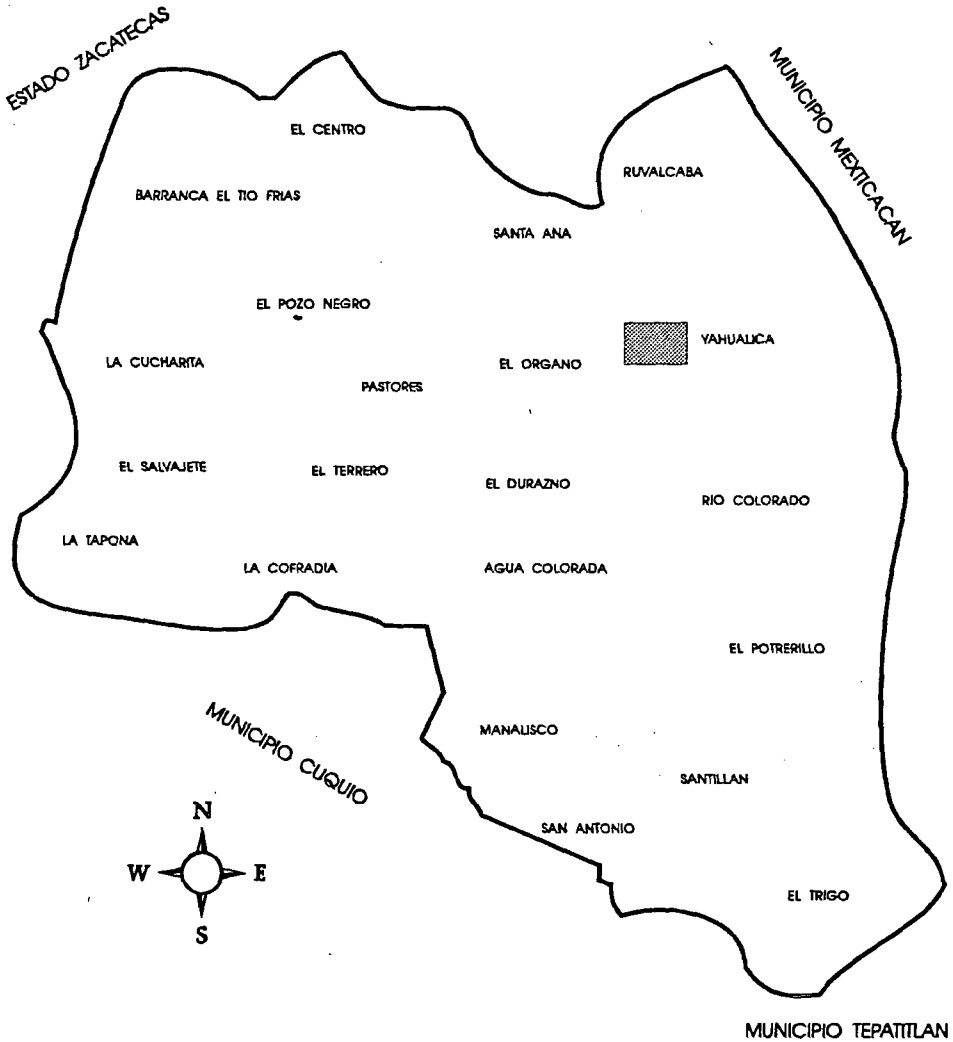 ESTADO ZACATECAS
MUNICIPIO MEXTICACAN
EL CENTRO
RUVALCABA
BARRANCA EL TIO FRIAS
SANTA ANA
EL POZO NEGRO
YAHUALICA
LA CUCHARITA
EL ORGANO
PASTORES
EL SALVAJETE
EL TERRERO
EL DURAZNO
RIO COLORADO
LA TAPONA
LA COFRADIA
AGUA COLORADA
EL POTRERILLO
MUNICIPIO CUQUIO
MANALISCO
SANTILLAN
SAN ANTONIO
N
W E
S
EL TRIGO
MUNICIPIO TEPATITLAN